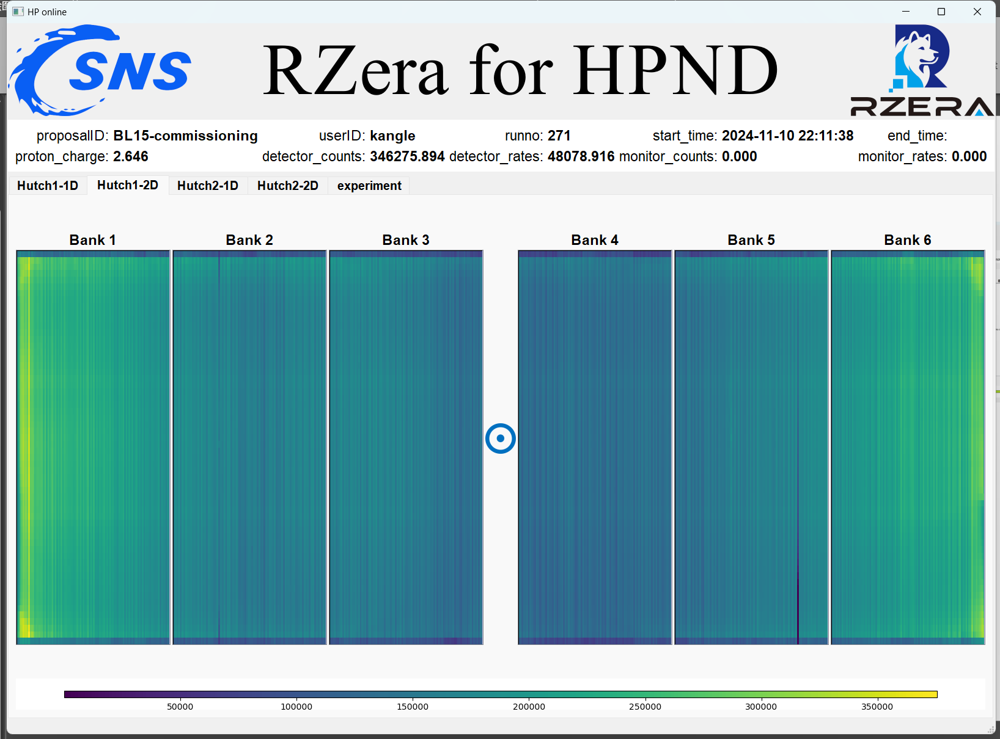 HP online
CSNS
RZera for HPND
RZERA
proposalID: BL15-commissioning userID: kangle runno: 271 start_time: 2024-11-10 22:11:38 end_time:
proton_charge: 2.646 detector_counts: 346275.894 detector_rates: 48078.916 monitor_counts: 0.000 monitor_rates: 0.000
Hutch1-1D Hutch1-2D Hutch2-1D Hutch2-2D experiment
Bank 1 Bank 2 Bank 3 Bank 4 Bank 5 Bank 6
50000 100000 150000 200000 250000 300000 350000